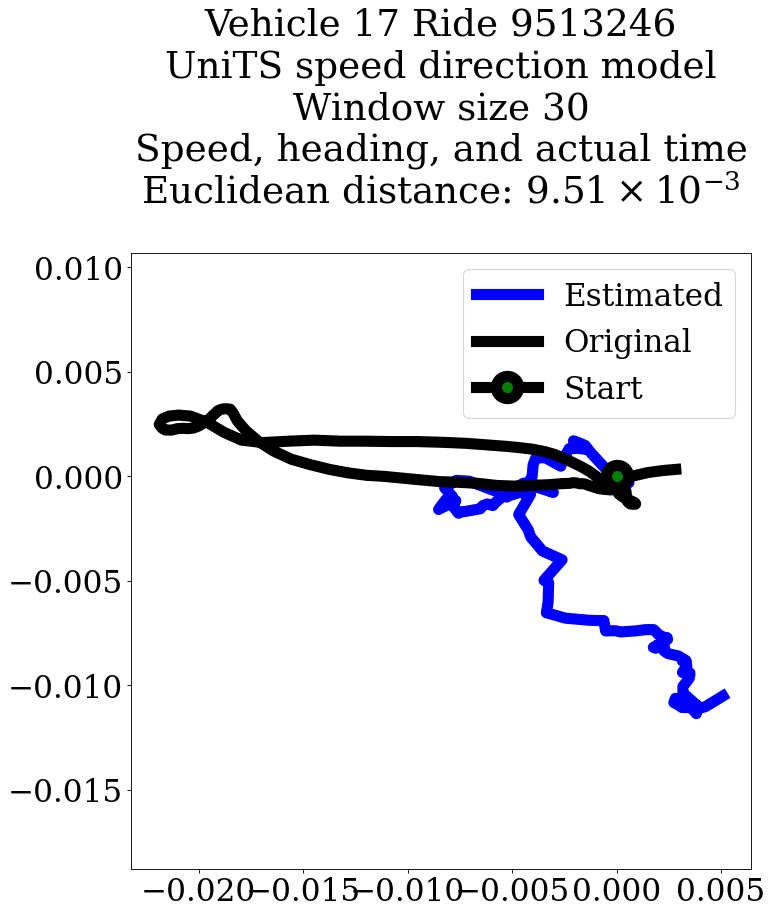 Vehicle 17 Ride 9513246
UniTS speed direction model
Window size 30
Speed, heading, and actual time
Euclidean distance: 9.51 × 10⁻³
Estimated
Original
Start
0.010
0.005
0.000
−0.005
−0.010
−0.015
−0.020 −0.015 −0.010 −0.005 0.000 0.005